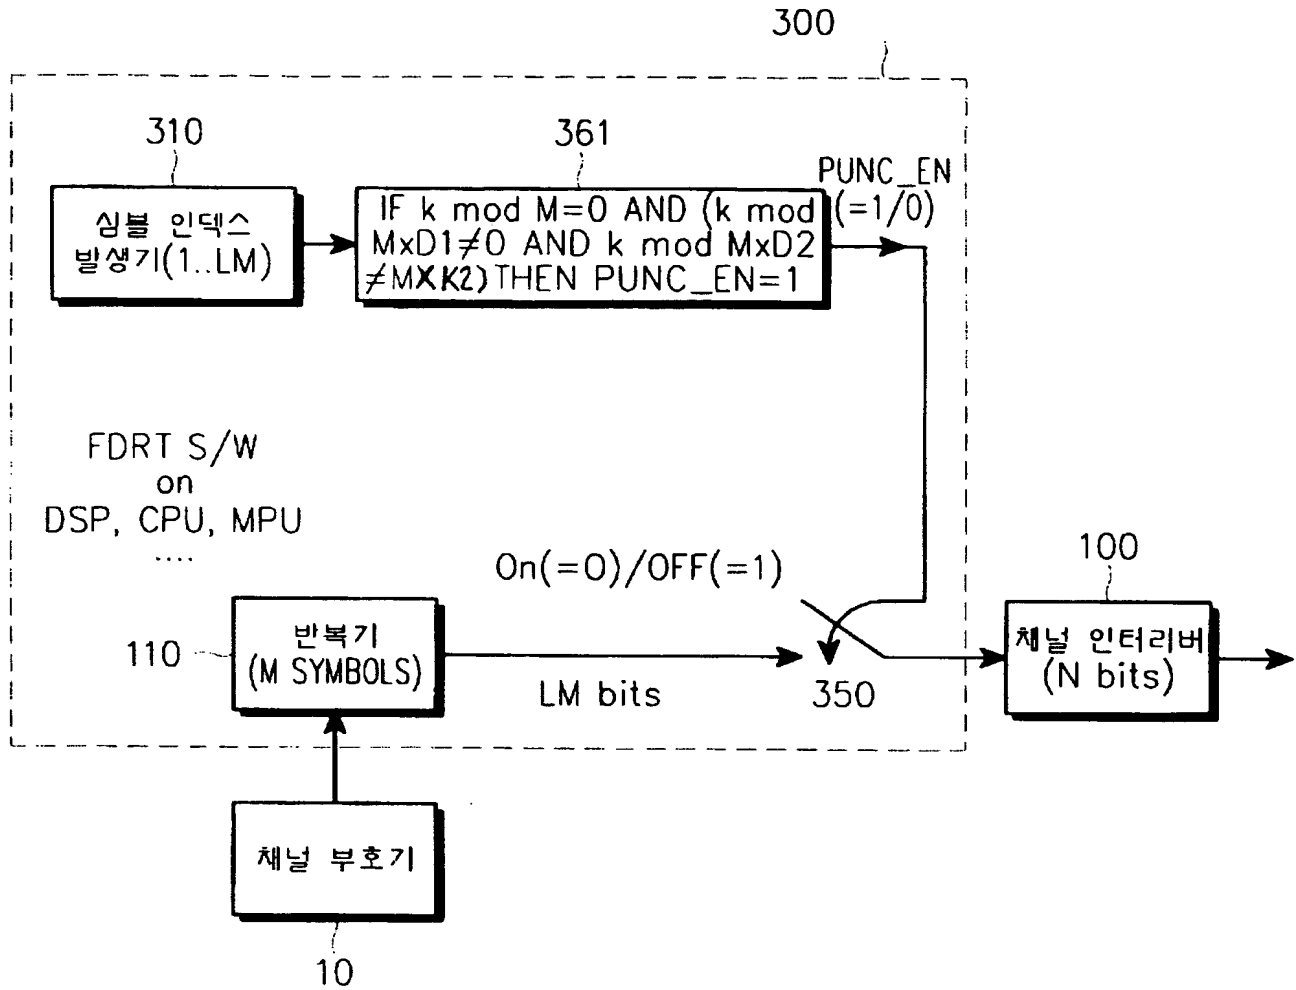 300
310
심볼 인덱스
발생기(1..LM)
361
IF k mod M=0 AND (k mod
MxD1≠0 AND k mod MxD2
≠MXK2)THEN PUNC_EN=1
PUNC_EN
(=1/0)
FDRT S/W
on
DSP, CPU, MPU
....
On(=0)/OFF(=1)
110
반복기
(M SYMBOLS)
LM bits
350
100
채널 인터리버
(N bits)
채널 부호기
10